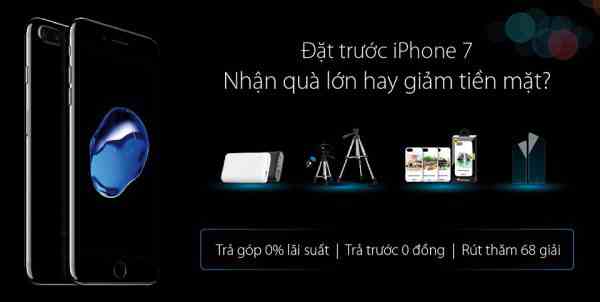 Đặt trước iPhone 7
Nhận quà lớn hay giảm tiền mặt?
Trả góp 0% lãi suất | Trả trước 0 đồng | Rút thăm 68 giải